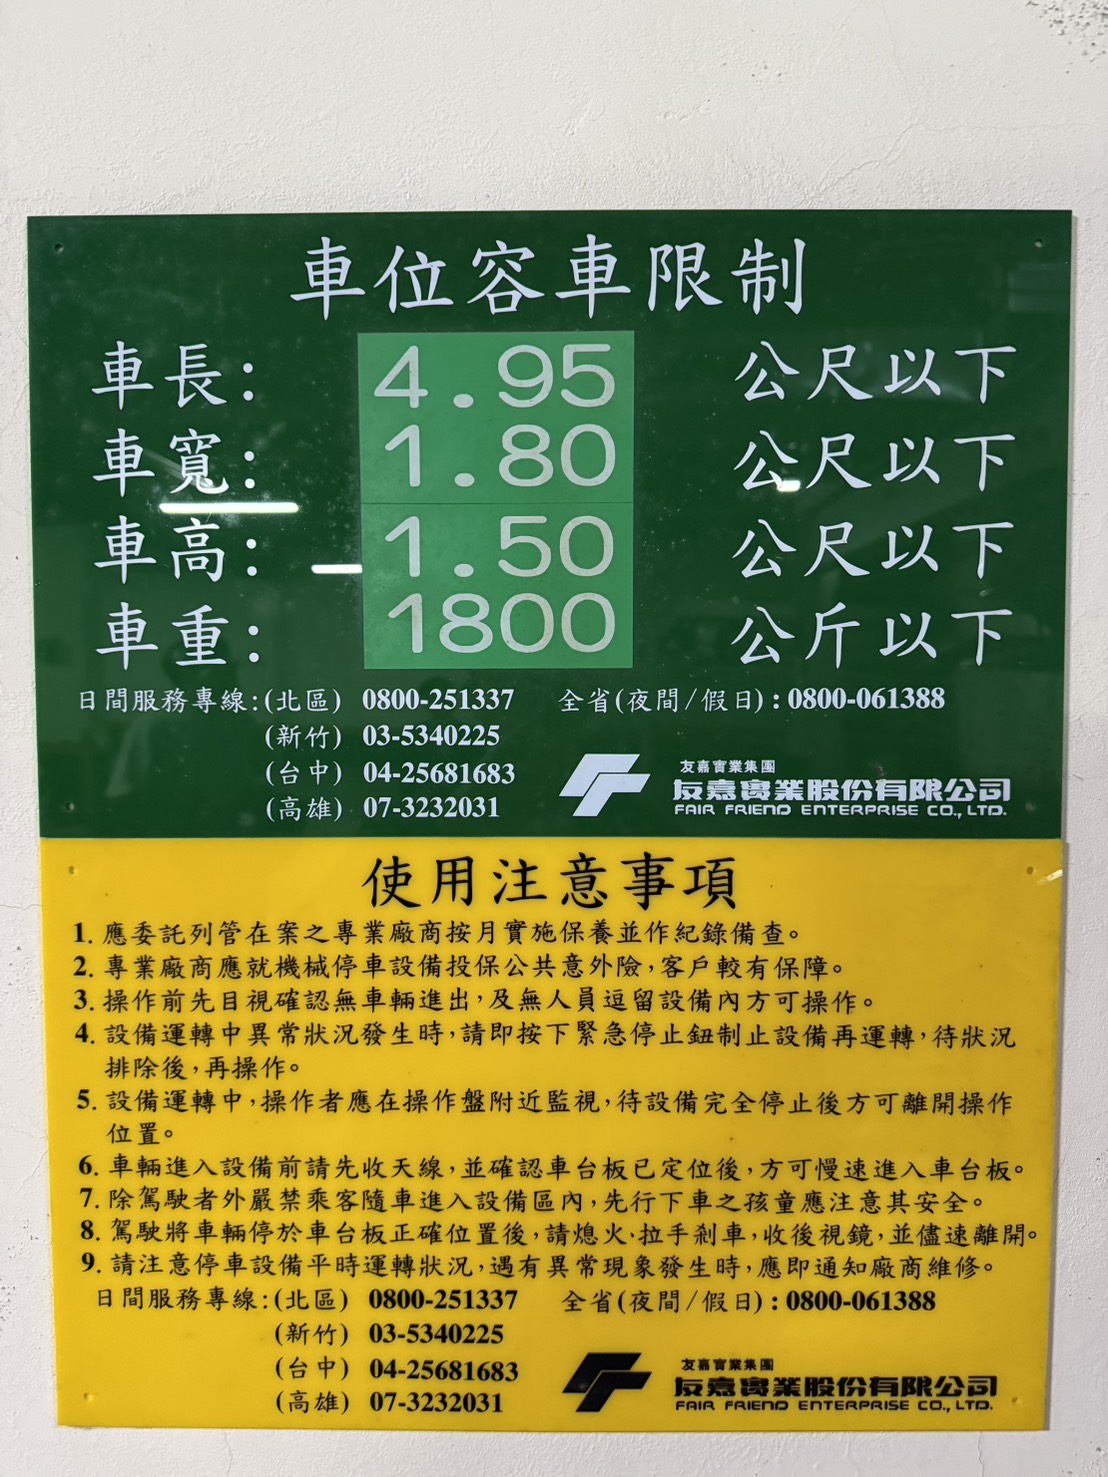 車位容車限制
車長: 4.95 公尺以下
車寬: 1.80 公尺以下
車高: 1.50 公尺以下
車重: 1800 公斤以下
日間服務專線:(北區) 0800-251337 全省(夜間/假日):0800-061388
(新竹) 03-5340225
(台中) 04-25681683
(高雄) 07-3232031
友嘉實業集團
友嘉實業股份有限公司
FAIR FRIEND ENTERPRISE CO., LTD.
使用注意事項
1. 應委託列管在案之專業廠商按月實施保養並作紀錄備查。
2. 專業廠商應就機械停車設備投保公共意外險,客戶較有保障。
3. 操作前先目視確認無車輛進出,及無人員逗留設備內方可操作。
4. 設備運轉中異常狀況發生時,請即按下緊急停止鈕制止設備再運轉,待狀況
排除後,再操作。
5. 設備運轉中,操作者應在操作盤附近監視,待設備完全停止後方可離開操作
位置。
6. 車輛進入設備前請先收天線,並確認車台板已定位後,方可慢速進入車台板。
7. 除駕駛者外嚴禁乘客隨車進入設備區內,先行下車之孩童應注意其安全。
8. 駕駛將車輛停於車台板正確位置後,請熄火、拉手剎車,收後視鏡,並儘速離開。
9. 請注意停車設備平時運轉狀況,遇有異常現象發生時,應即通知廠商維修。
日間服務專線:(北區) 0800-251337 全省(夜間/假日):0800-061388
(新竹) 03-5340225
(台中) 04-25681683
(高雄) 07-3232031
友嘉實業集團
友嘉實業股份有限公司
FAIR FRIEND ENTERPRISE CO., LTD.